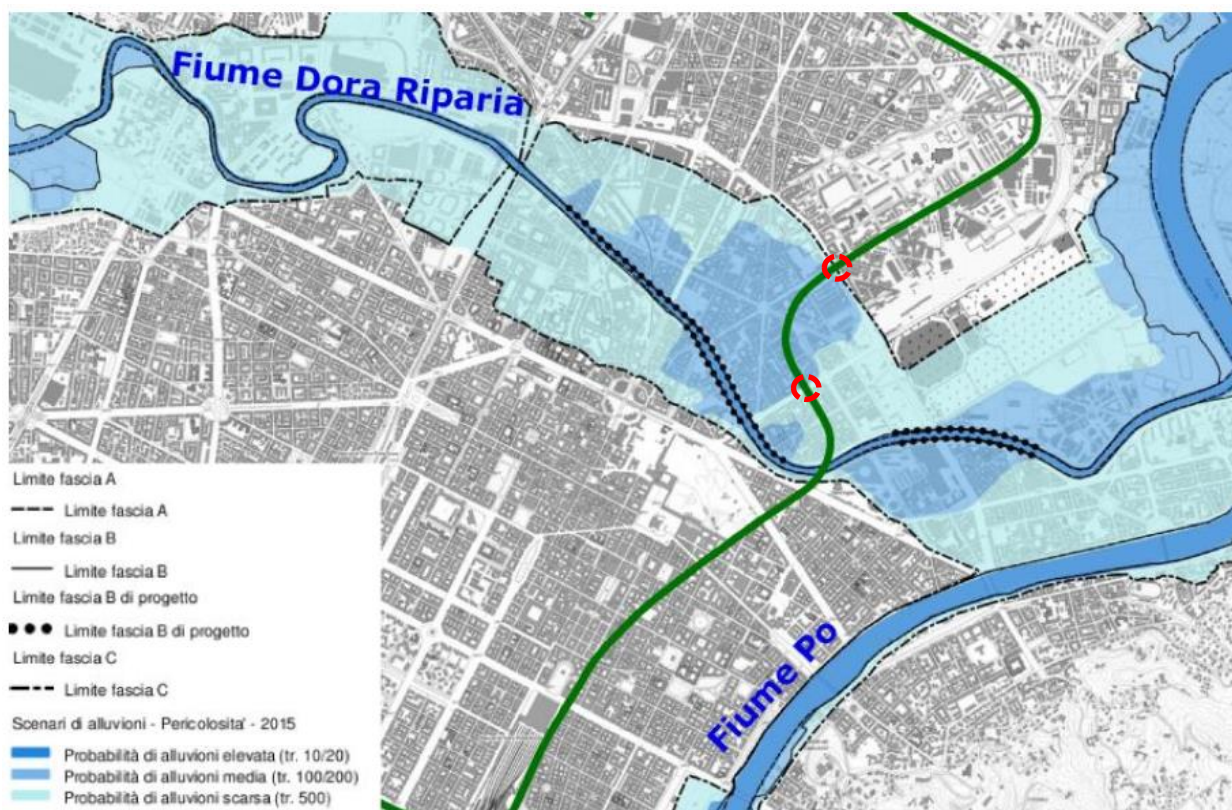 Fiume Dora Riparia
Fiume Po
Limite fascia A
Limite fascia A
Limite fascia B
Limite fascia B
Limite fascia B di progetto
Limite fascia B di progetto
Limite fascia C
Limite fascia C
Scenari di alluvioni - Pericolosita' - 2015
Probabilità di alluvioni elevata (tr. 10/20)
Probabilità di alluvioni media (tr. 100/200)
Probabilità di alluvioni scarsa (tr. 500)